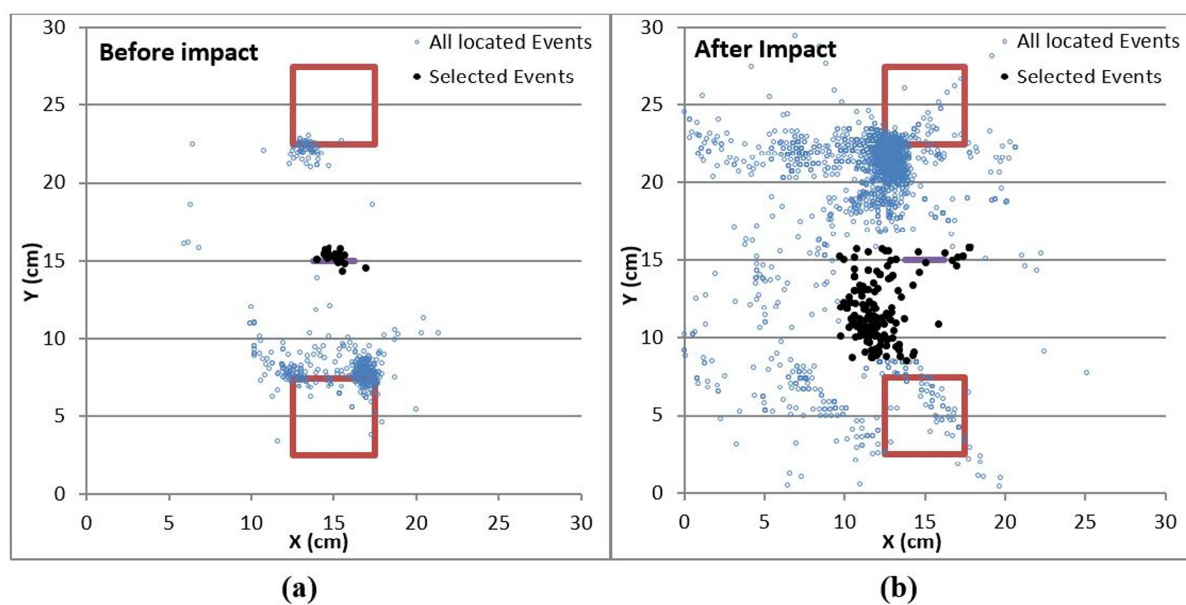 Before impact
All located Events
Selected Events
30
25
20
15
10
5
0
Y (cm)
0 5 10 15 20 25 30
X (cm)
(a)
After Impact
All located Events
Selected Events
30
25
20
15
10
5
0
Y (cm)
0 5 10 15 20 25 30
X (cm)
(b)